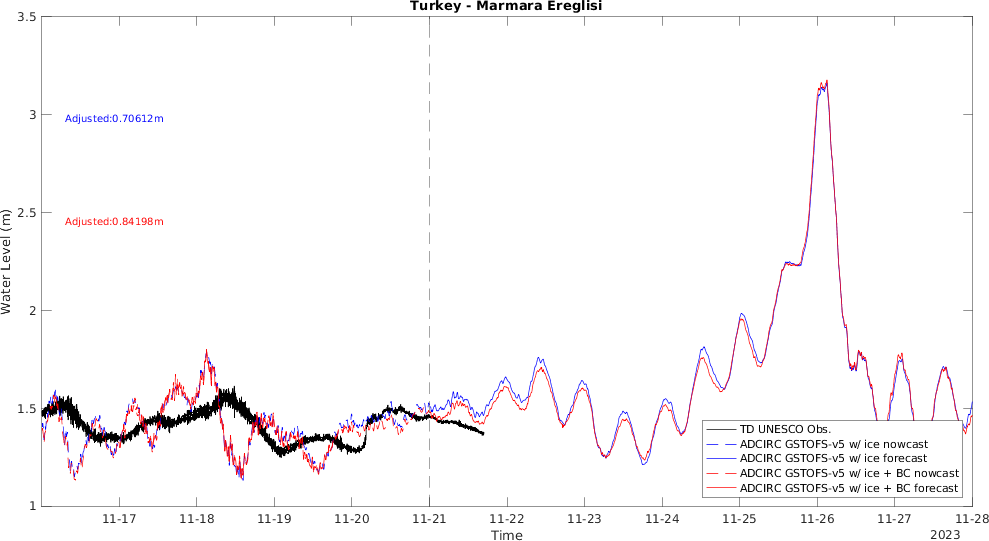 Turkey - Marmara Ereglisi
3.5
3
2.5
2
1.5
1
Water Level (m)
Adjusted:0.70612m
Adjusted:0.84198m
TD UNESCO Obs.
ADCIRC GSTOFS-v5 w/ ice nowcast
ADCIRC GSTOFS-v5 w/ ice forecast
ADCIRC GSTOFS-v5 w/ ice + BC nowcast
ADCIRC GSTOFS-v5 w/ ice + BC forecast
11-17 11-18 11-19 11-20 11-21 11-22 11-23 11-24 11-25 11-26 11-27 11-28
Time
2023